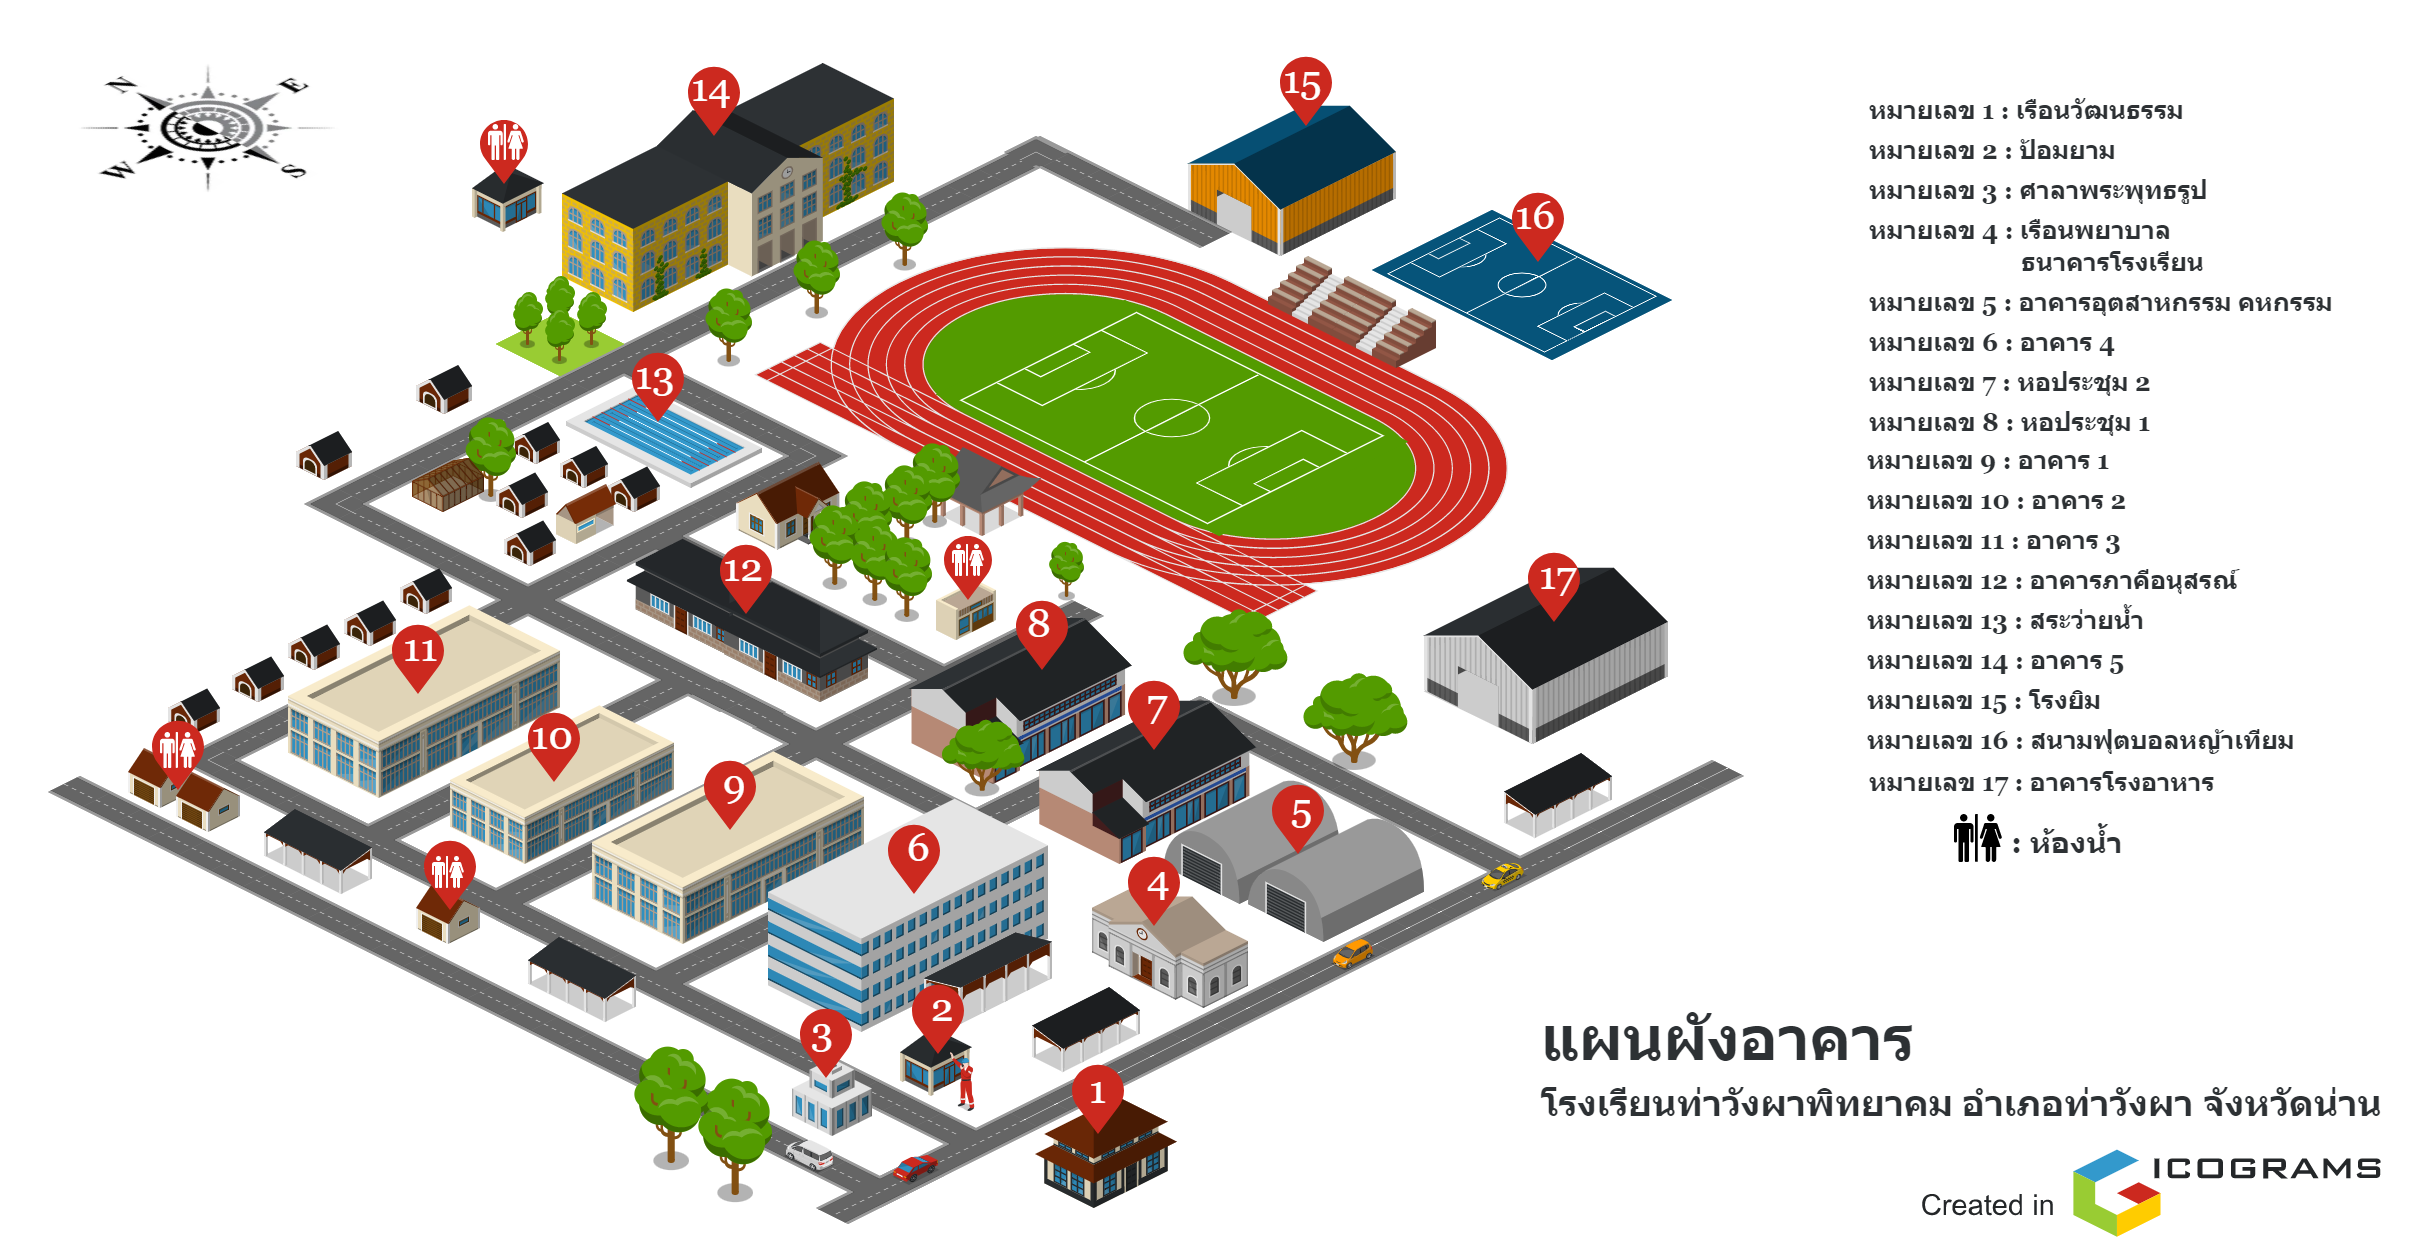 N
E
W
S
14
15
16
13
12
17
8
11
7
10
9
5
6
4
2
3
1
หมายเลข 1 : เรือนวัฒนธรรม
หมายเลข 2 : ป้อมยาม
หมายเลข 3 : ศาลาพระพุทธรูป
หมายเลข 4 : เรือนพยาบาล
ธนาคารโรงเรียน
หมายเลข 5 : อาคารอุตสาหกรรม คหกรรม
หมายเลข 6 : อาคาร 4
หมายเลข 7 : หอประชุม 2
หมายเลข 8 : หอประชุม 1
หมายเลข 9 : อาคาร 1
หมายเลข 10 : อาคาร 2
หมายเลข 11 : อาคาร 3
หมายเลข 12 : อาคารภาคีอนุสรณ์
หมายเลข 13 : สระว่ายน้ำ
หมายเลข 14 : อาคาร 5
หมายเลข 15 : โรงยิม
หมายเลข 16 : สนามฟุตบอลหญ้าเทียม
หมายเลข 17 : อาคารโรงอาหาร
: ห้องน้ำ
แผนผังอาคาร
โรงเรียนท่าวังผาพิทยาคม อำเภอท่าวังผา จังหวัดน่าน
Created in ICOGRAMS